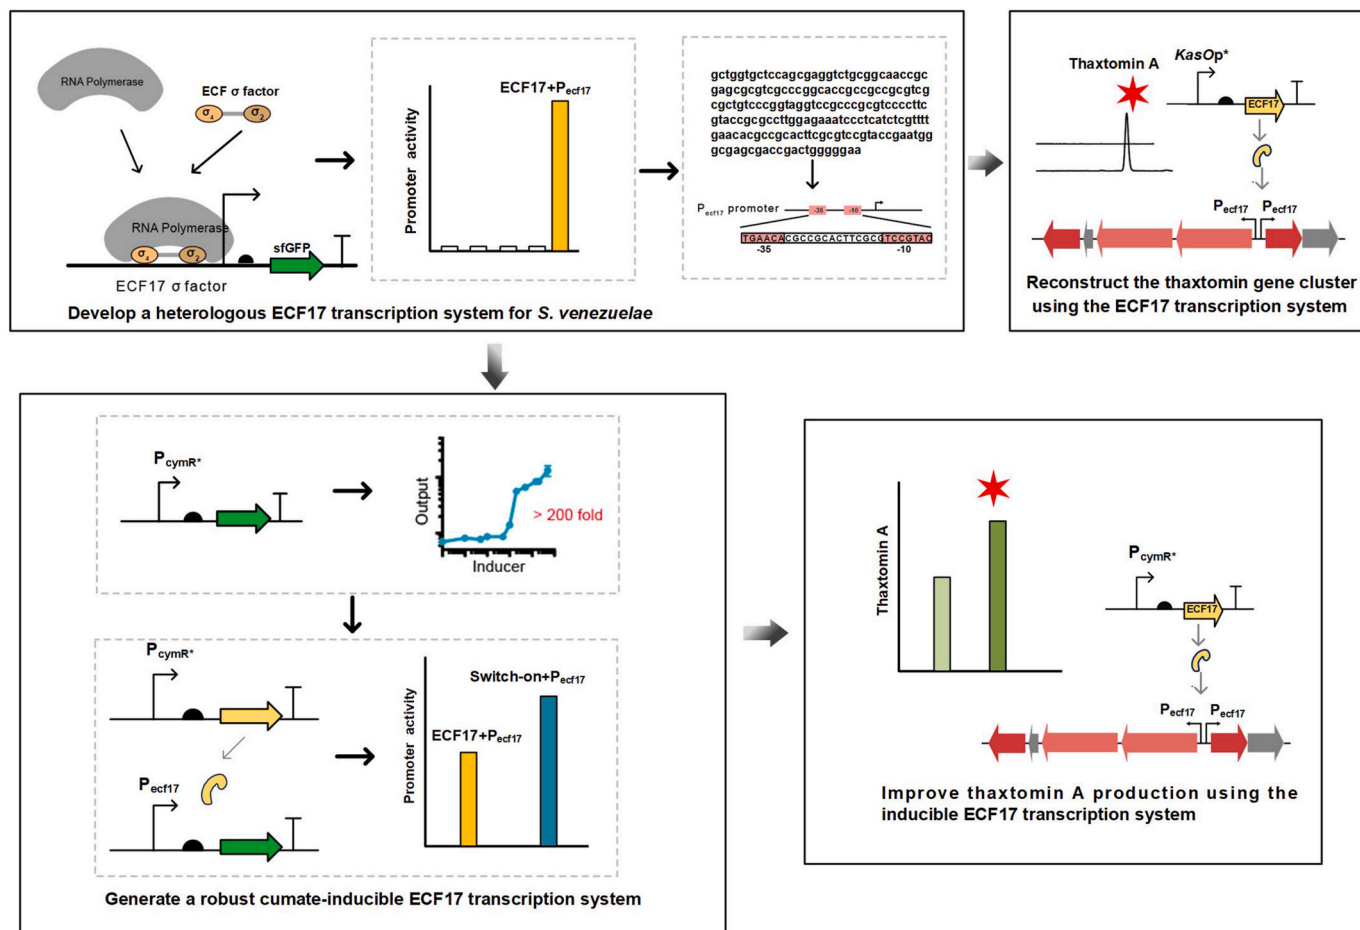 RNA Polymerase
ECF σ factor
σ4
σ2
RNA Polymerase
σ4
σ2
sfGFP
ECF17 σ factor
Promoter activity
ECF17+Pecf17
gctggtgctccagcgaggtctgcggcaaccgc
gagcgcgtcgcccggcaccgccgccgcgtcg
cgctgtcccggtaggtccgcccgcgtccccttc
gtaccgcgccttggagaaatccctcatctcgtttt
gaacacgccgcacttcgcgtccgtaccgaatgg
gcgagcgaccgactgggggaa
Pecf17 promoter
-35
-10
TGAACACGCCGCACTTCGCGTCCGTAC
-35
-10
Develop a heterologous ECF17 transcription system for S. venezuelae
Thaxtomin A
KasOp*
ECF17
Pecf17
Pecf17
Reconstruct the thaxtomin gene cluster
using the ECF17 transcription system
PcymR*
Output
> 200 fold
Inducer
PcymR*
Pecf17
Promoter activity
Switch-on+Pecf17
ECF17+Pecf17
Generate a robust cumate-inducible ECF17 transcription system
Thaxtomin A
PcymR*
ECF17
Pecf17
Pecf17
Improve thaxtomin A production using the
inducible ECF17 transcription system